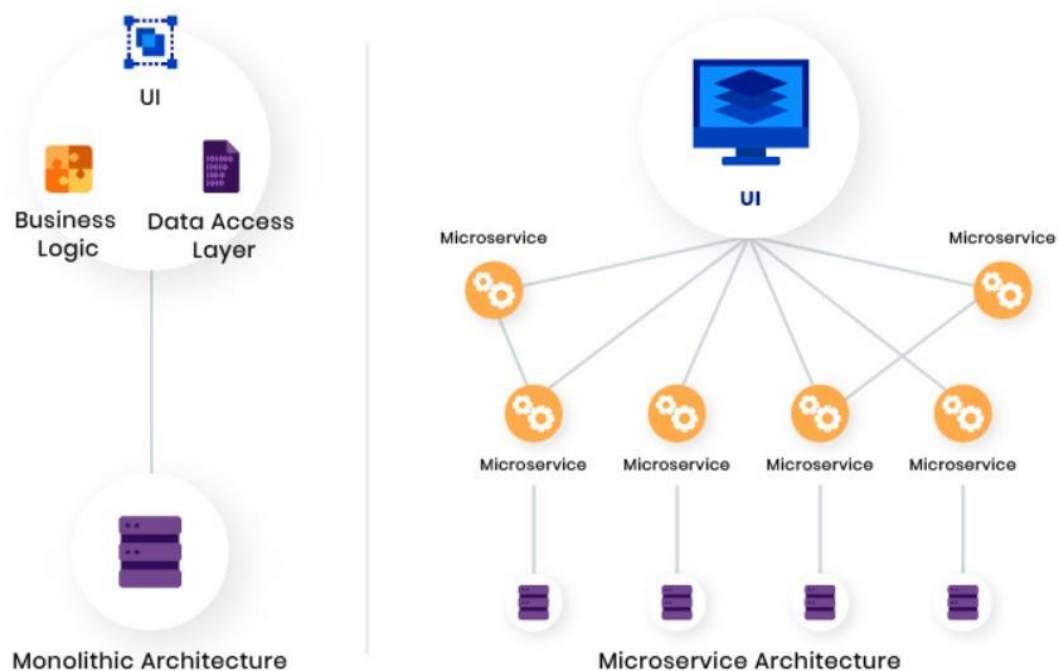 UI
Business
Logic
Data Access
Layer
Monolithic Architecture
UI
Microservice
Microservice
Microservice
Microservice
Microservice
Microservice
Microservice Architecture